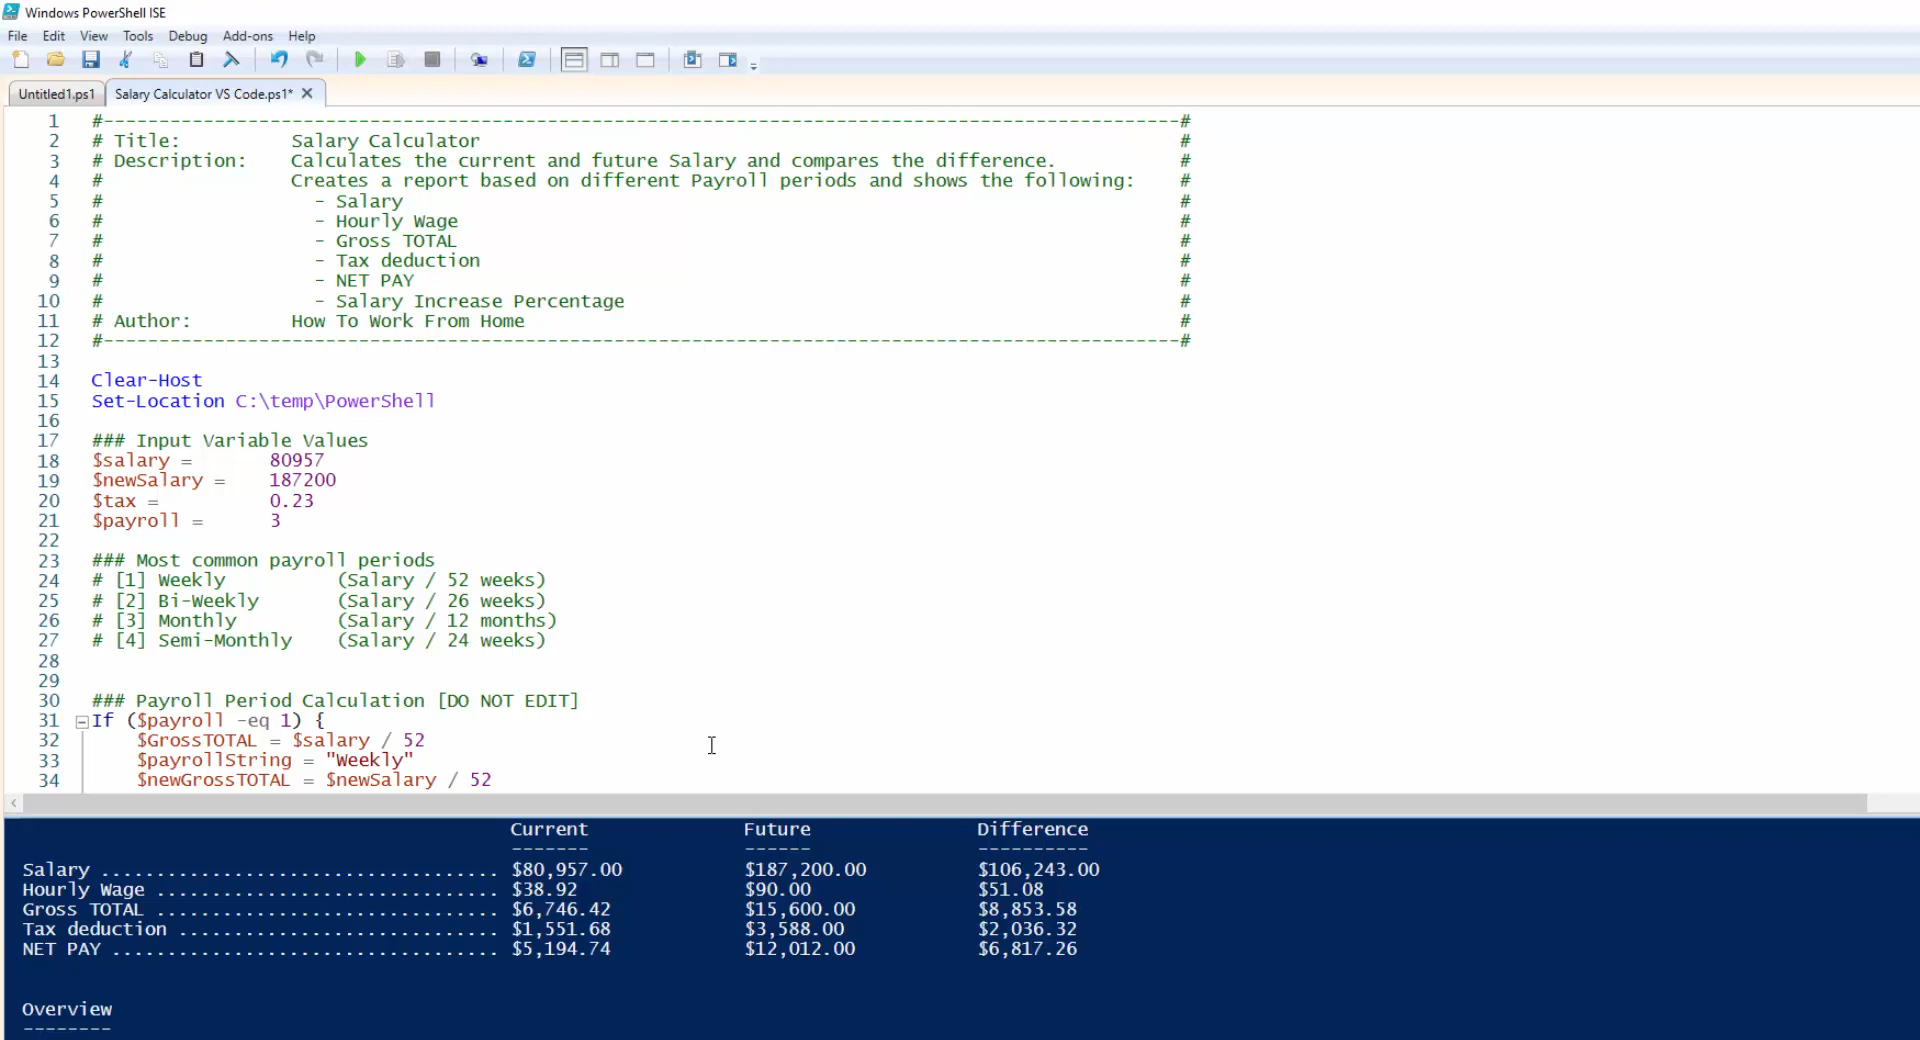 Windows PowerShell ISE
File Edit View Tools Debug Add-ons Help
Untitled1.ps1 Salary Calculator VS Code.ps1* X
1 #-------------------------------------------------------------------------------------------------#
2 # Title: Salary Calculator #
3 # Description: Calculates the current and future Salary and compares the difference. #
4 # Creates a report based on different Payroll periods and shows the following: #
5 # - Salary #
6 # - Hourly Wage #
7 # - Gross TOTAL #
8 # - Tax deduction #
9 # - NET PAY #
10 # - Salary Increase Percentage #
11 # Author: How To Work From Home #
12 #-------------------------------------------------------------------------------------------------#
13
14 Clear-Host
15 Set-Location C:\temp\PowerShell
16
17 ### Input Variable Values
18 $salary = 80957
19 $newSalary = 187200
20 $tax = 0.23
21 $payroll = 3
22
23 ### Most common payroll periods
24 # [1] Weekly (Salary / 52 weeks)
25 # [2] Bi-Weekly (Salary / 26 weeks)
26 # [3] Monthly (Salary / 12 months)
27 # [4] Semi-Monthly (Salary / 24 weeks)
28
29
30 ### Payroll Period Calculation [DO NOT EDIT]
31 If ($payroll -eq 1) {
32 $GrossTOTAL = $salary / 52
33 $payrollString = "Weekly"
34 $newGrossTOTAL = $newSalary / 52
Current Future Difference
------- ------ ----------
Salary .................................... $80,957.00 $187,200.00 $106,243.00
Hourly Wage ............................... $38.92 $90.00 $51.08
Gross TOTAL ............................... $6,746.42 $15,600.00 $8,853.58
Tax deduction ............................. $1,551.68 $3,588.00 $2,036.32
NET PAY ................................... $5,194.74 $12,012.00 $6,817.26
Overview
--------